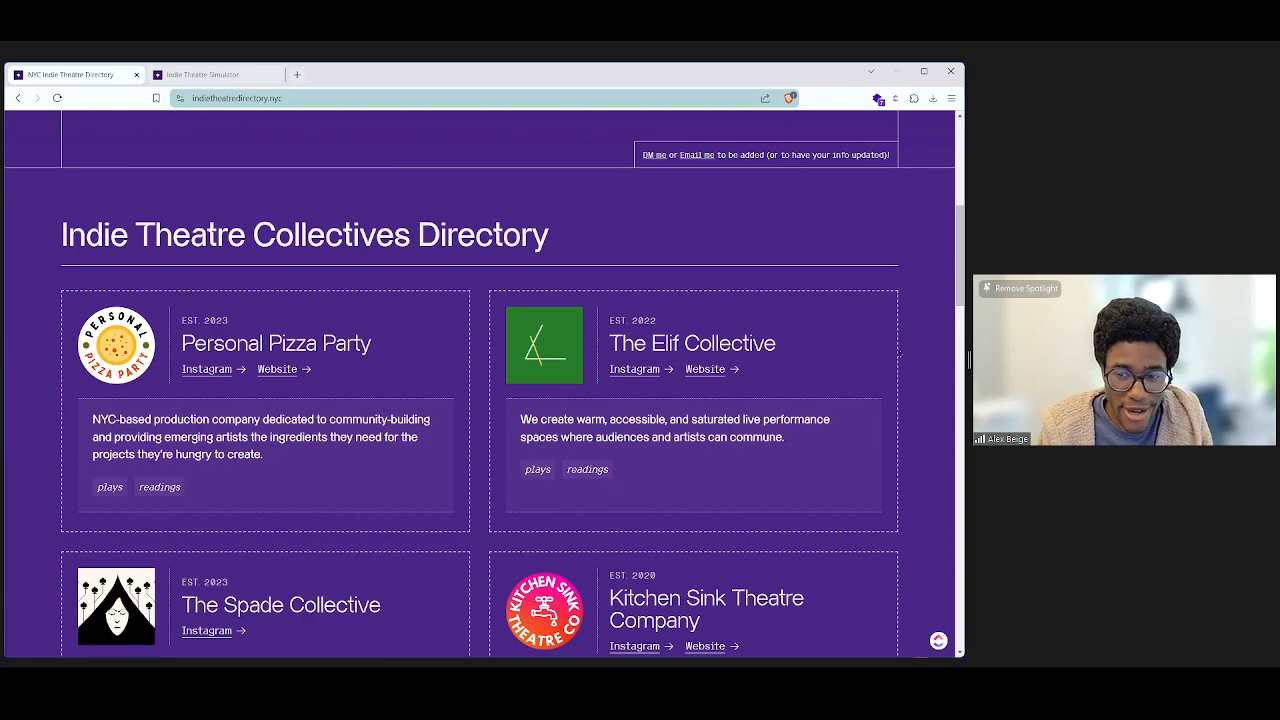 NYC Indie Theatre Directory
Indie Theatre Simulator
indietheatredirectory.nyc
DM me or Email me to be added (or to have your info updated)!
Indie Theatre Collectives Directory
PERSONAL PIZZA PARTY
EST. 2023
Personal Pizza Party
Instagram → Website →
NYC-based production company dedicated to community-building
and providing emerging artists the ingredients they need for the
projects they're hungry to create.
plays readings
EST. 2022
The Elif Collective
Instagram → Website →
We create warm, accessible, and saturated live performance
spaces where audiences and artists can commune.
plays readings
EST. 2023
The Spade Collective
Instagram →
KITCHEN SINK THEATRE CO
EST. 2020
Kitchen Sink Theatre
Company
Instagram → Website →
Remove Spotlight
Alex Beige